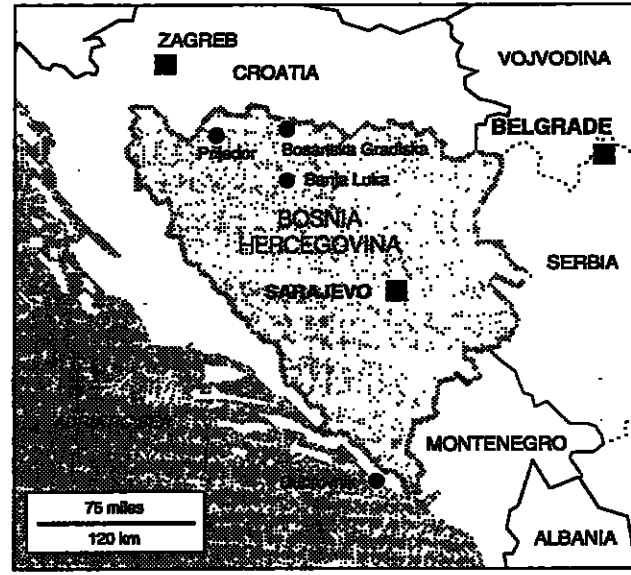 ZAGREB
CROATIA
VOJVODINA
BELGRADE
Prijedor
Bosanska Gradiska
Banja Luka
BOSNIA
HERCEGOVINA
SARAJEVO
SERBIA
MONTENEGRO
ALBANIA
75 miles
120 km